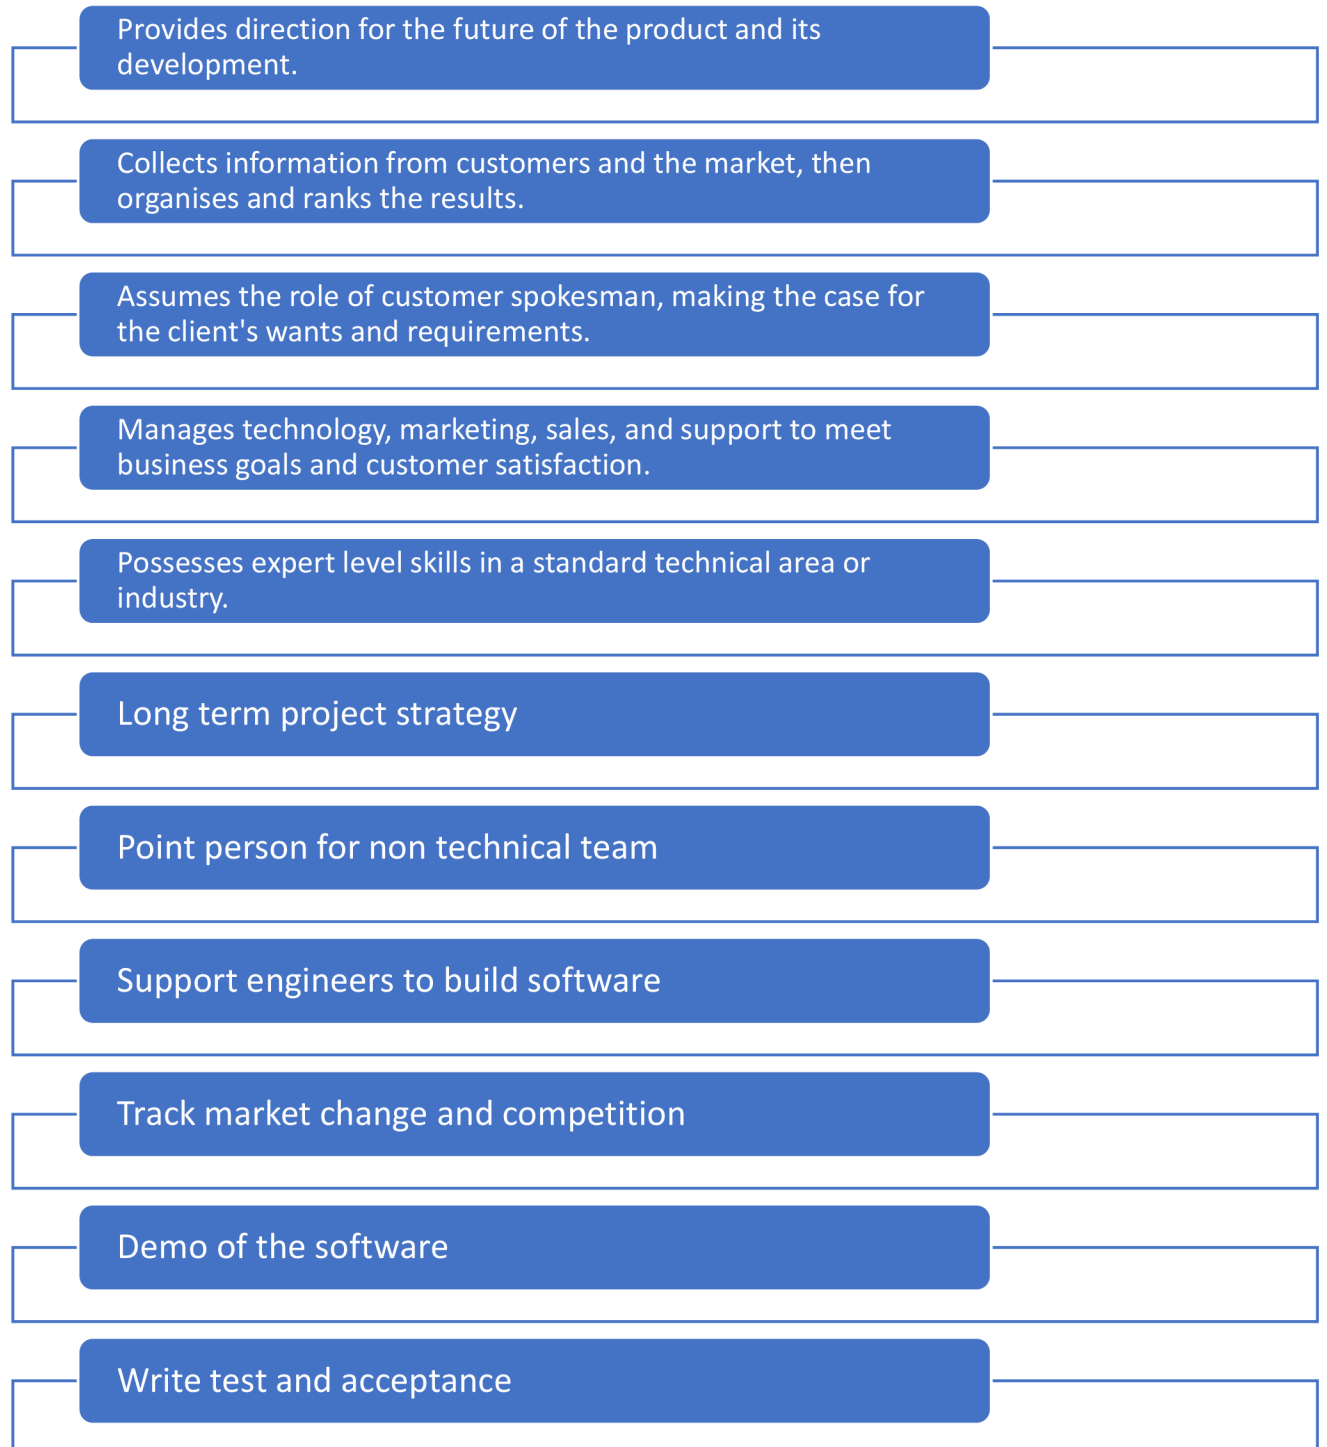 Provides direction for the future of the product and its
development.
Collects information from customers and the market, then
organises and ranks the results.
Assumes the role of customer spokesman, making the case for
the client's wants and requirements.
Manages technology, marketing, sales, and support to meet
business goals and customer satisfaction.
Possesses expert level skills in a standard technical area or
industry.
Long term project strategy
Point person for non technical team
Support engineers to build software
Track market change and competition
Demo of the software
Write test and acceptance